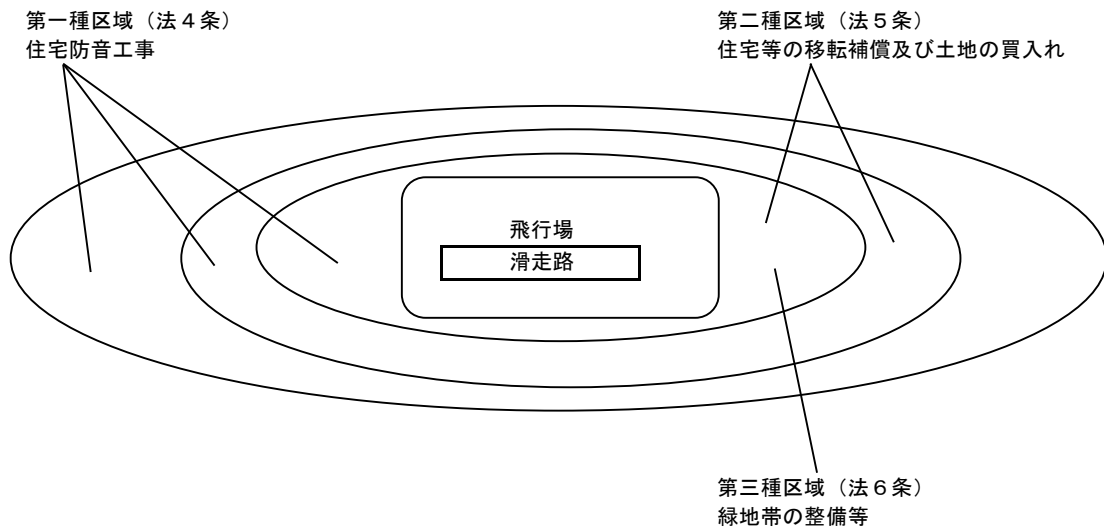 第一種区域（法４条）
住宅防音工事
第二種区域（法５条）
住宅等の移転補償及び土地の買入れ
飛行場
滑走路
第三種区域（法６条）
緑地帯の整備等